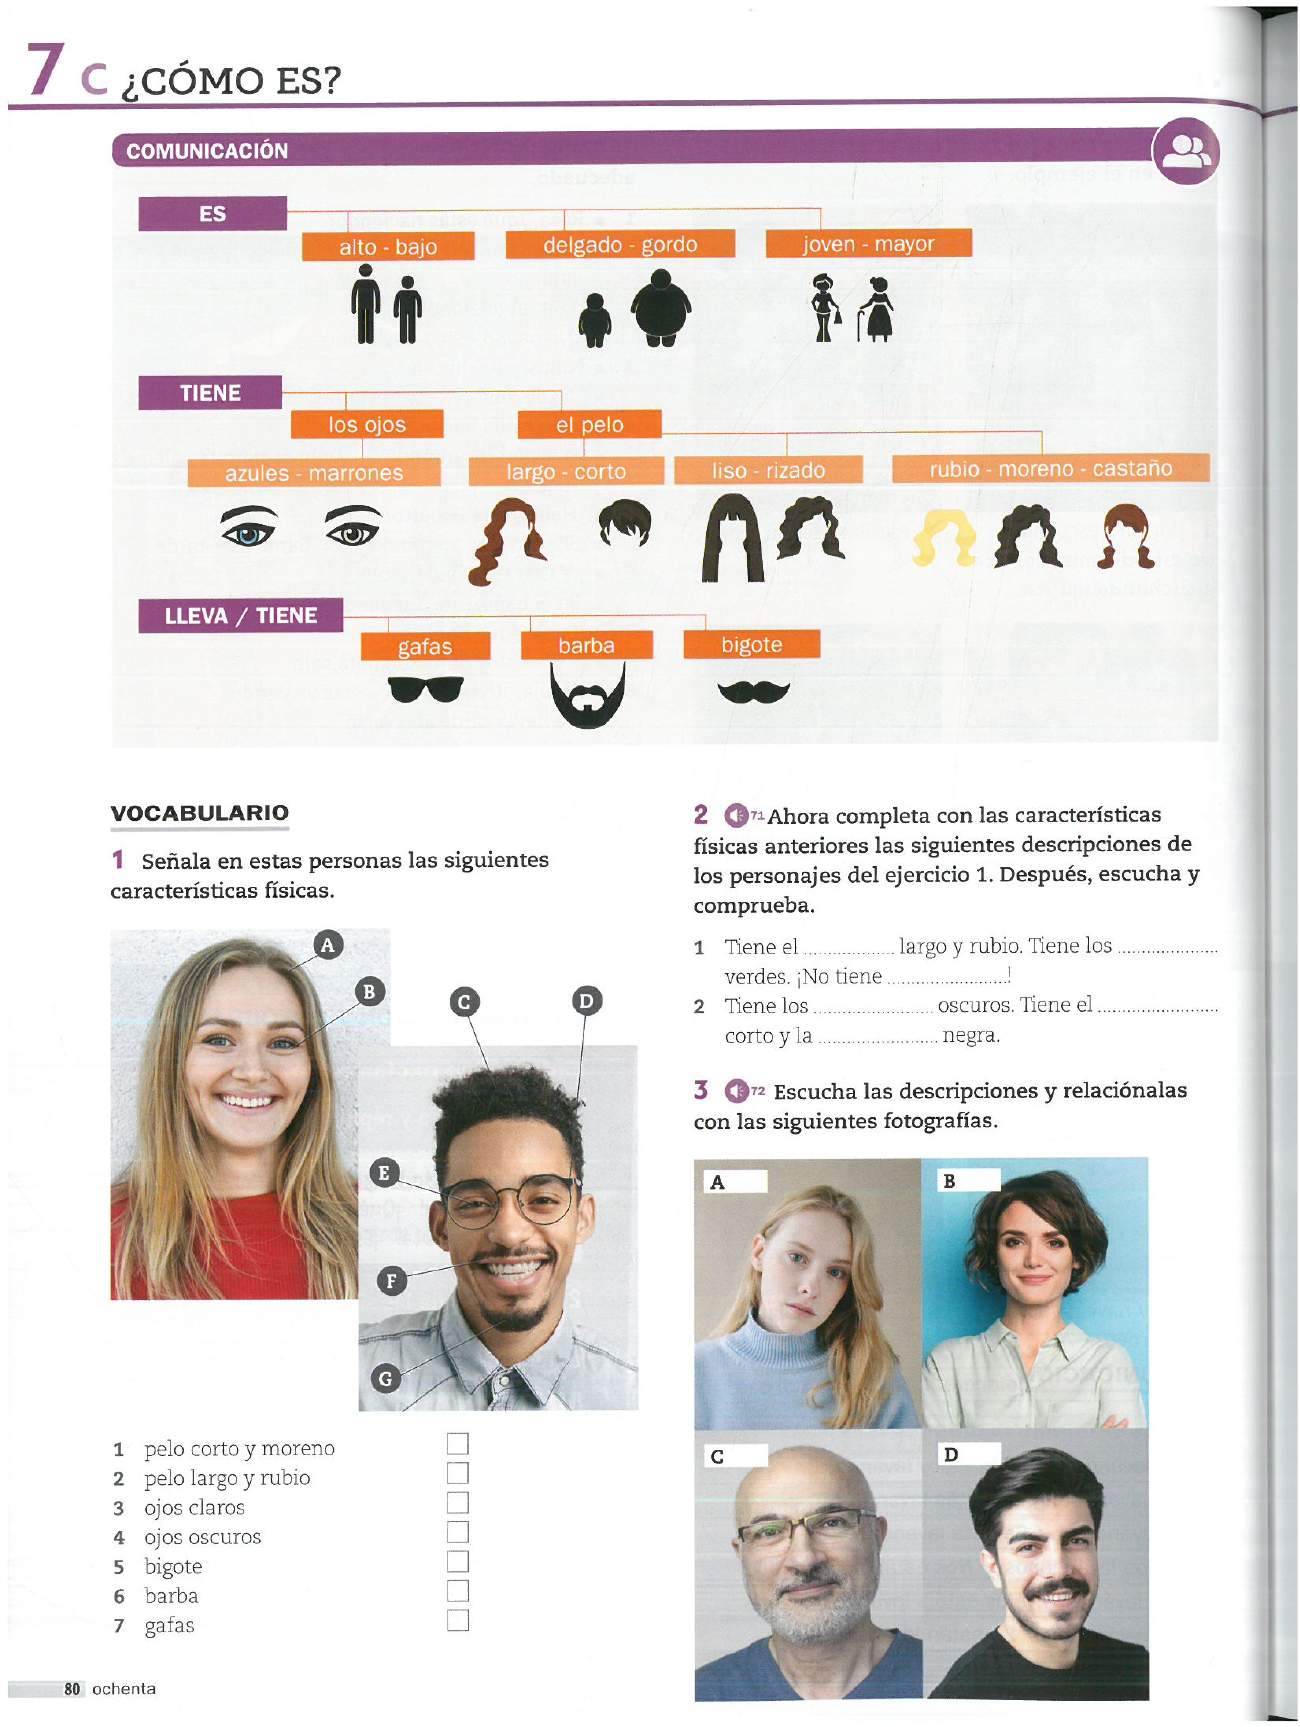 7 C ¿CÓMO ES?
COMUNICACIÓN
ES
alto - bajo
delgado - gordo
joven - mayor
TIENE
los ojos
el pelo
azules - marrones
largo - corto
liso - rizado
rubio - moreno - castaño
LLEVA / TIENE
gafas
barba
bigote
VOCABULARIO
1 Señala en estas personas las siguientes
características físicas.
A
B
C
D
E
F
G
1 pelo corto y moreno
2 pelo largo y rubio
3 ojos claros
4 ojos oscuros
5 bigote
6 barba
7 gafas
2 71 Ahora completa con las características
físicas anteriores las siguientes descripciones de
los personajes del ejercicio 1. Después, escucha y
comprueba.
1 Tiene el ................... largo y rubio. Tiene los .....................
verdes. ¡No tiene .........................!
2 Tiene los ......................... oscuros. Tiene el .........................
corto y la ......................... negra.
3 72 Escucha las descripciones y relaciónalas
con las siguientes fotografías.
A
B
C
D
80 ochenta